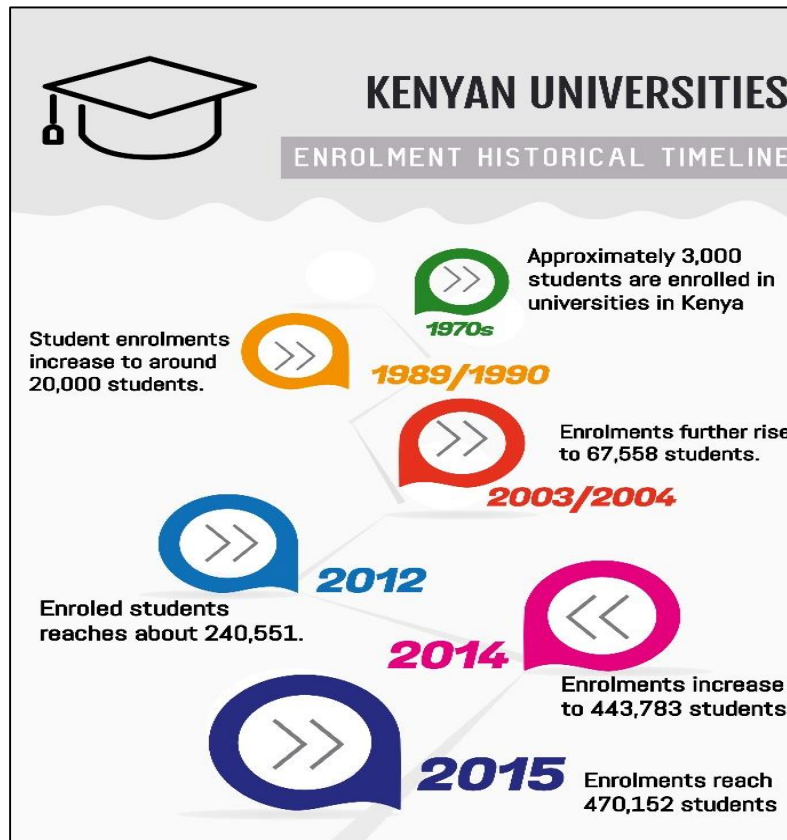 KENYAN UNIVERSITIES
ENROLMENT HISTORICAL TIMELINE
Approximately 3,000
students are enrolled in
universities in Kenya
1970s
Student enrolments
increase to around
20,000 students.
1989/1990
Enrolments further rise
to 67,558 students.
2003/2004
2012
Enroled students
reaches about 240,551.
2014
Enrolments increase
to 443,783 students
2015
Enrolments reach
470,152 students